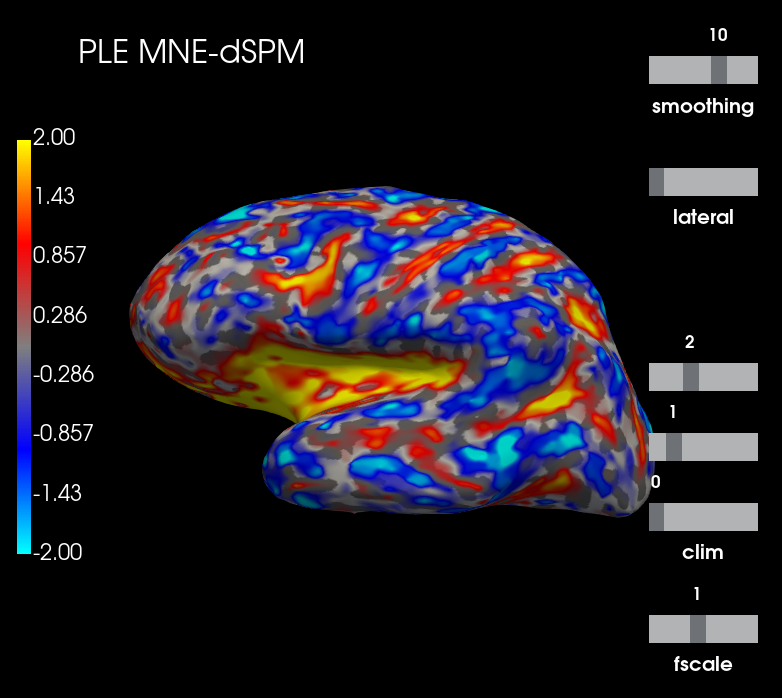 PLE MNE-dSPM
2.00
1.43
0.857
0.286
-0.286
-0.857
-1.43
-2.00
10
smoothing
lateral
2
1
0
clim
1
fscale